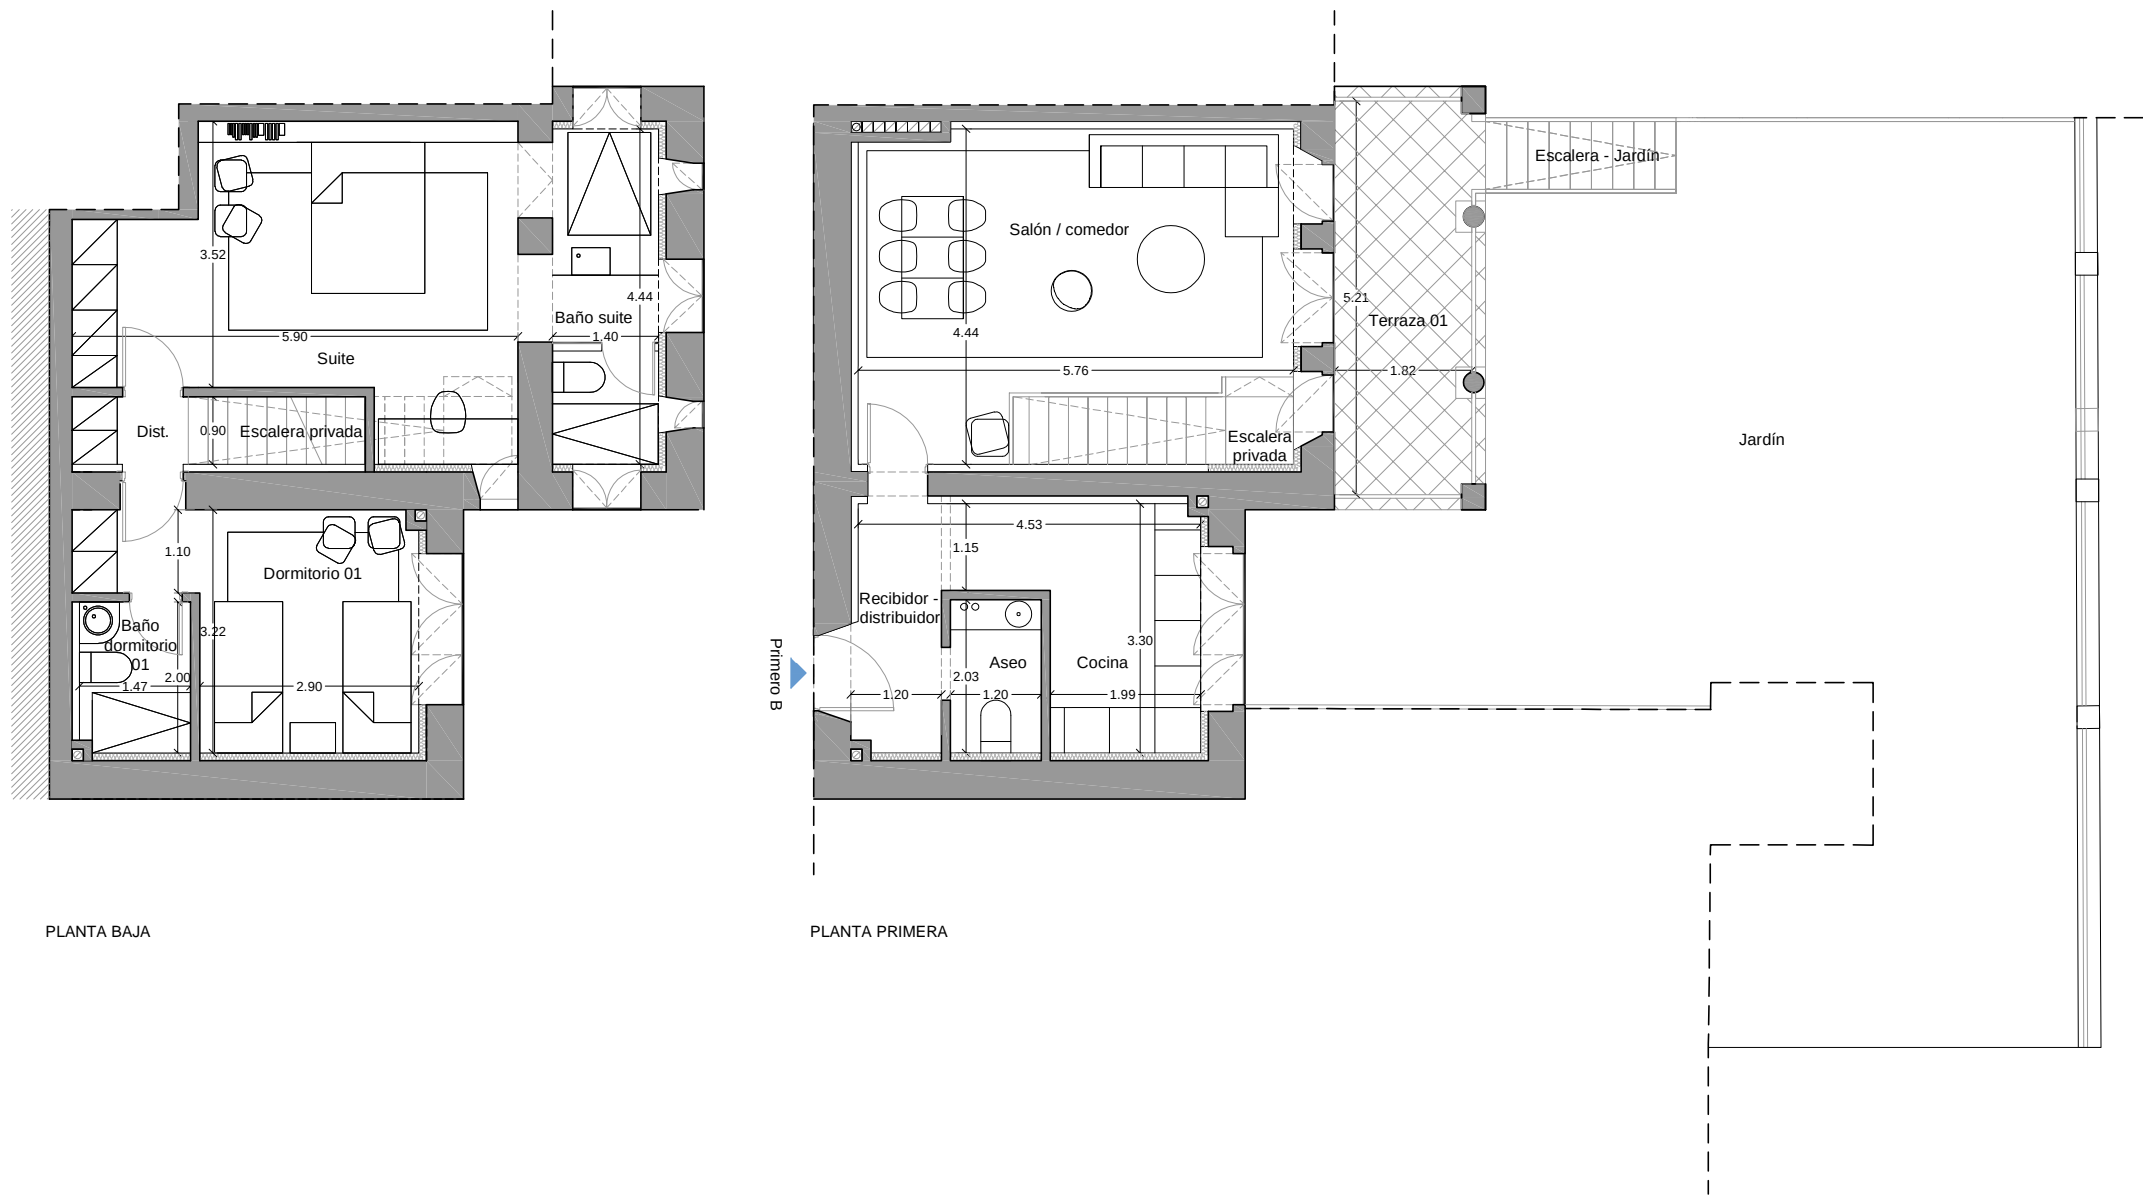 3.52
4.44
Baño suite
5.90
1.40
Suite
Dist.
0.90
Escalera privada
1.10
Dormitorio 01
Baño
dormitorio
01
3.22
2.00
1.47
2.90
PLANTA BAJA
Escalera - Jardín
Salón / comedor
5.21
Terraza 01
4.44
5.76
1.82
Escalera
privada
Jardín
4.53
1.15
Recibidor -
distribuidor
3.30
Aseo
Cocina
2.03
1.20
1.20
1.99
Primero B
PLANTA PRIMERA